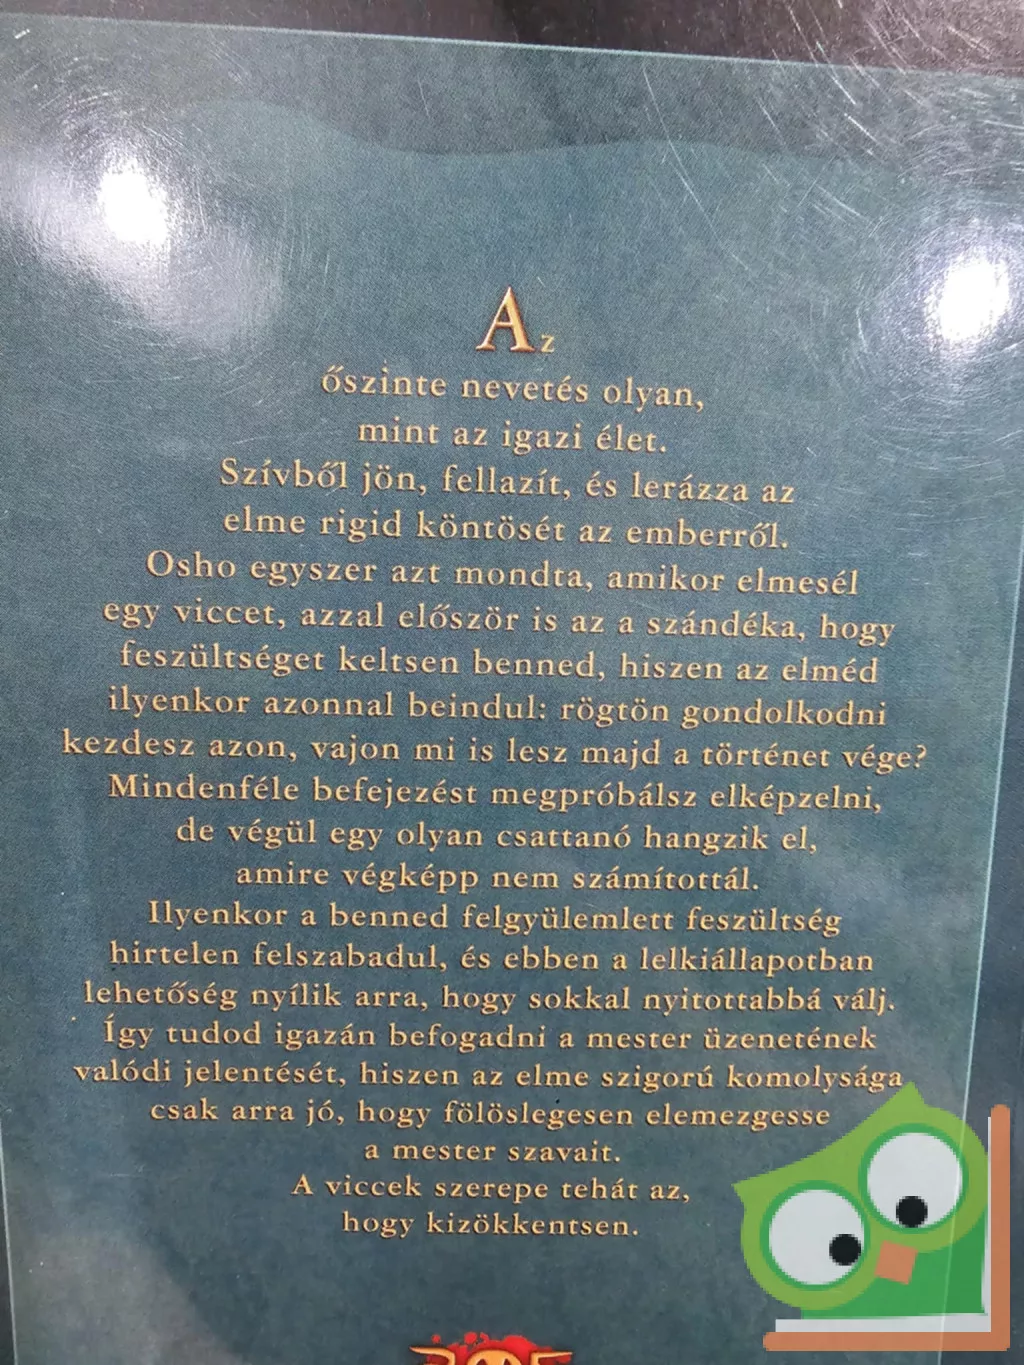 Az
őszinte nevetés olyan,
mint az igazi élet.
Szívből jön, fellazít, és lerázza az
elme rigid köntösét az emberről.
Osho egyszer azt mondta, amikor elmesél
egy viccet, azzal először is az a szándéka, hogy
feszültséget keltsen benned, hiszen az elméd
ilyenkor azonnal beindul: rögtön gondolkodni
kezdesz azon, vajon mi is lesz majd a történet vége?
Mindenféle befejezést megpróbálsz elképzelni,
de végül egy olyan csattanó hangzik el,
amire végképp nem számítottál.
Ilyenkor a benned felgyülemlett feszültség
hirtelen felszabadul, és ebben a lelkiállapotban
lehetőség nyílik arra, hogy sokkal nyitottabbá válj.
Így tudod igazán befogadni a mester üzenetének
valódi jelentését, hiszen az elme szigorú komolysága
csak arra jó, hogy fölöslegesen elemezgesse
a mester szavait.
A viccek szerepe tehát az,
hogy kizökkentsen.